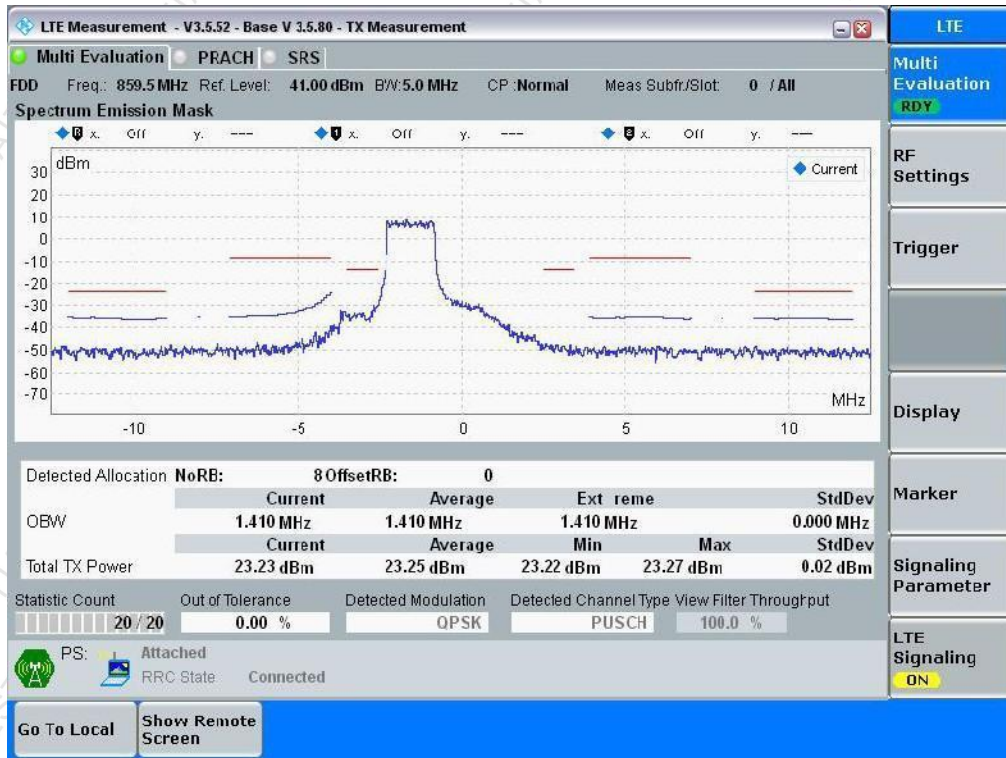 LTE Measurement - V3.5.52 - Base V 3.5.80 - TX Measurement
LTE
Multi Evaluation PRACH SRS
FDD Freq.: 859.5 MHz Ref. Level: 41.00 dBm BW: 5.0 MHz CP :Normal Meas Subfr./Slot: 0 / All
Multi Evaluation
RDY
Spectrum Emission Mask
x. Off y. --- x. Off y. --- x. Off y. ---
dBm
Current
30
20
10
0
-10
-20
-30
-40
-50
-60
-70
MHz
-10 -5 0 5 10
RF Settings
Trigger
Display
Marker
Signaling Parameter
LTE Signaling
ON
Detected Allocation NoRB: 8 OffsetRB: 0
Current Average Ext reme StdDev
OBW 1.410 MHz 1.410 MHz 1.410 MHz 0.000 MHz
Current Average Min Max StdDev
Total TX Power 23.23 dBm 23.25 dBm 23.22 dBm 23.27 dBm 0.02 dBm
Statistic Count Out of Tolerance Detected Modulation Detected Channel Type View Filter Throughput
20 / 20 0.00 % QPSK PUSCH 100.0 %
PS: Attached
RRC State Connected
Go To Local Show Remote Screen